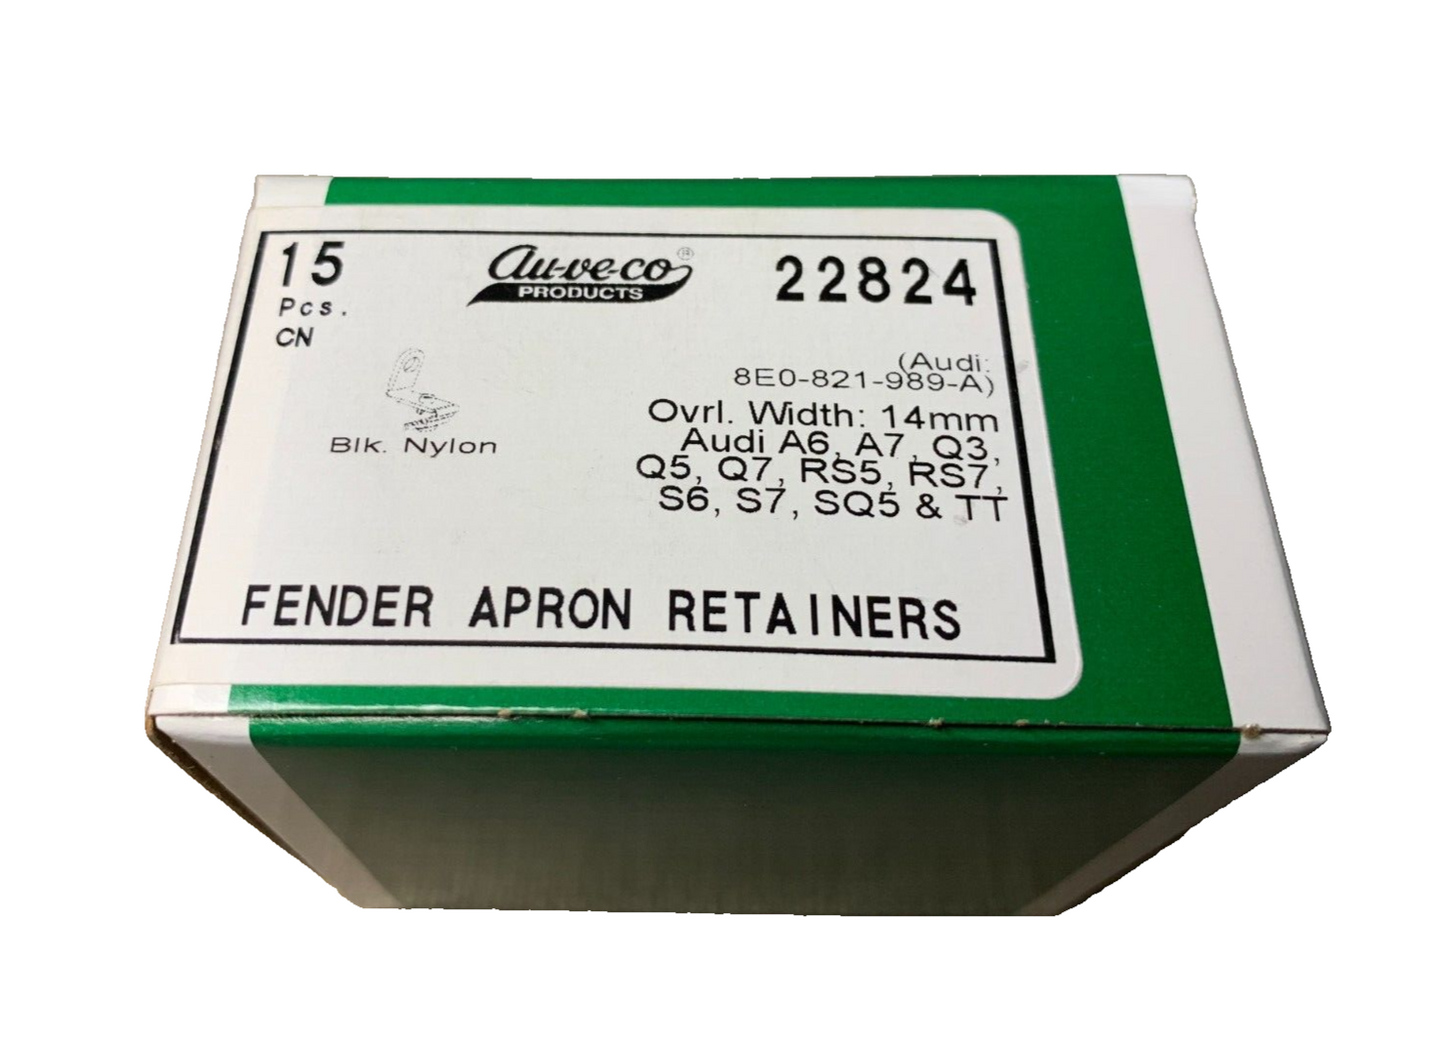 15
Pcs.
CN
Au-ve-co ®
PRODUCTS
22824
Blk. Nylon
(Audi:
8E0-821-989-A)
Ovrl. Width: 14mm
Audi A6, A7, Q3,
Q5, Q7, RS5, RS7,
S6, S7, SQ5 & TT
FENDER APRON RETAINERS